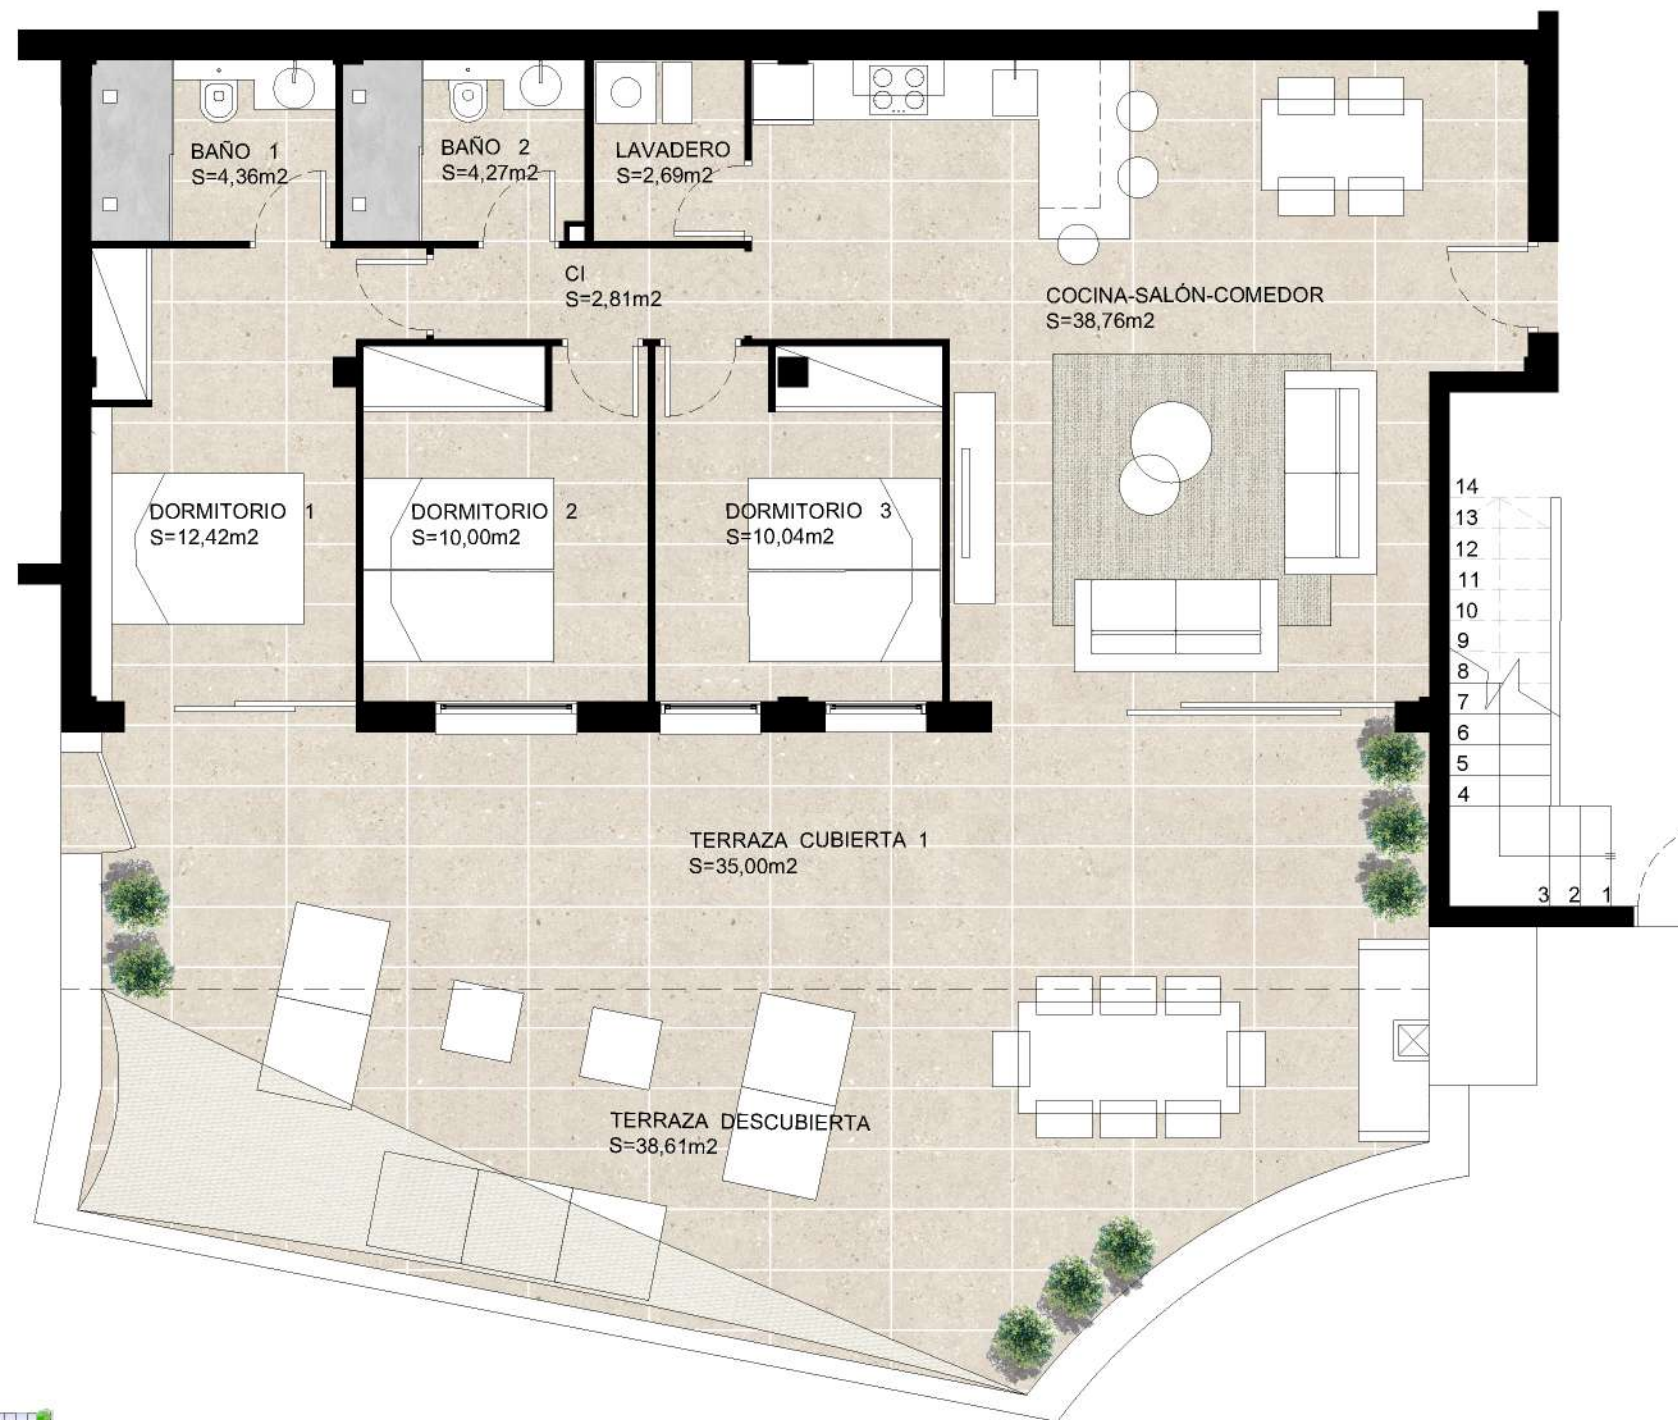 BAÑO 1
S=4,36m2
BAÑO 2
S=4,27m2
LAVADERO
S=2,69m2
CI
S=2,81m2
COCINA-SALÓN-COMEDOR
S=38,76m2
DORMITORIO 1
S=12,42m2
DORMITORIO 2
S=10,00m2
DORMITORIO 3
S=10,04m2
14
13
12
11
10
9
8
7
6
5
4
3 2 1
TERRAZA CUBIERTA 1
S=35,00m2
TERRAZA DESCUBIERTA
S=38,61m2